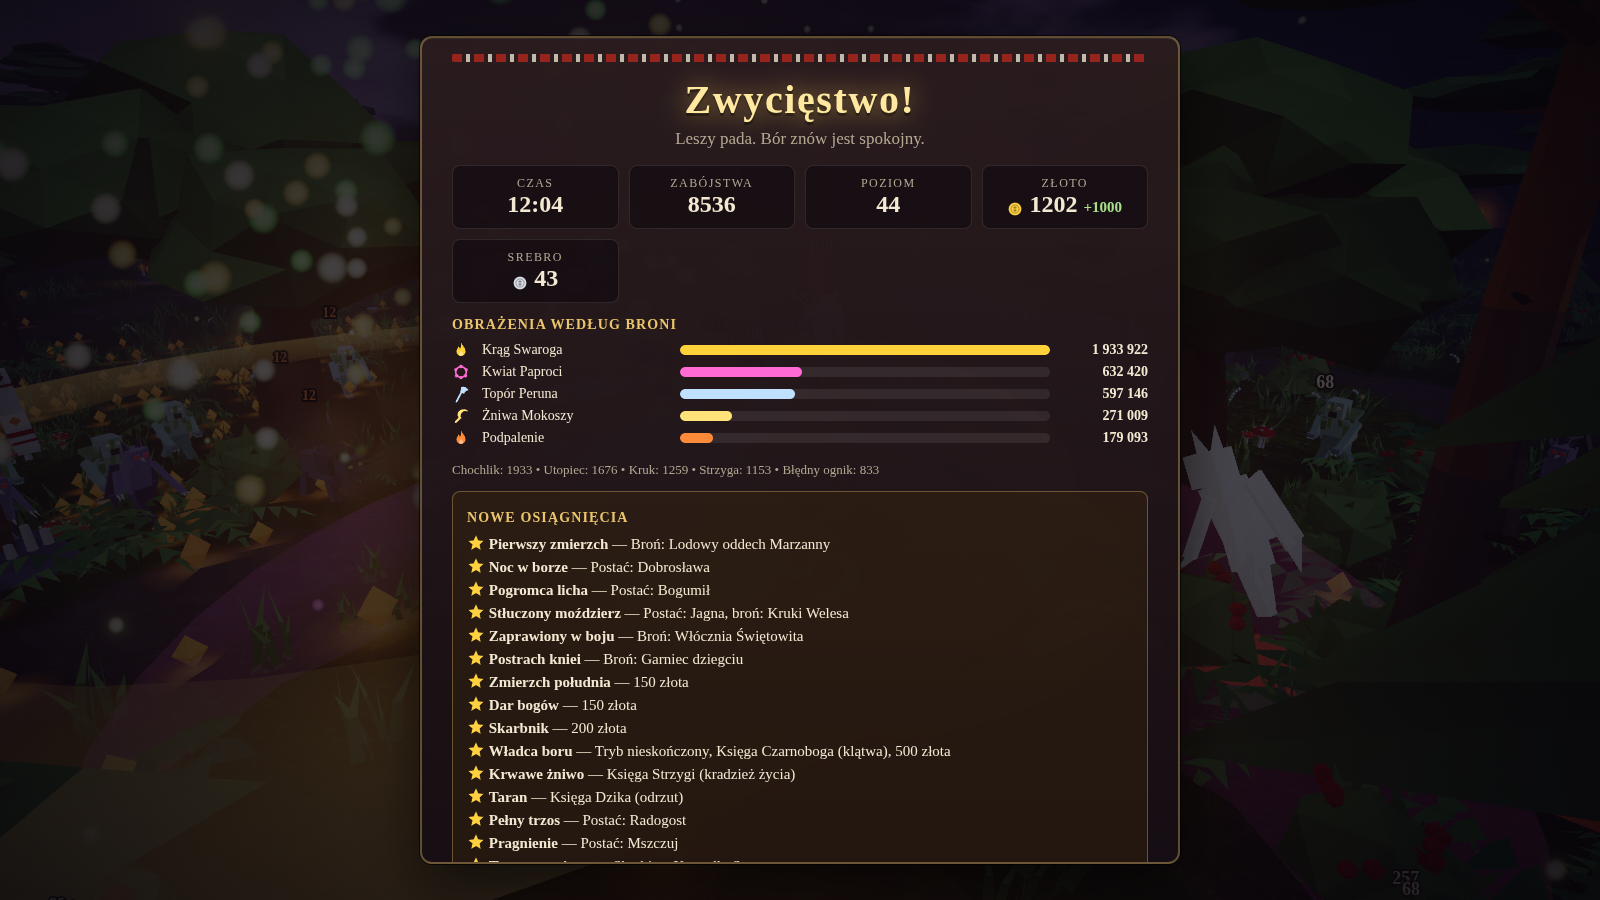 Zwycięstwo!
Leszy pada. Bór znów jest spokojny.
CZAS
12:04
ZABÓJSTWA
8536
POZIOM
44
ZŁOTO
1202 +1000
SREBRO
43
OBRAŻENIA WEDŁUG BRONI
Krąg Swaroga 1 933 922
Kwiat Paproci 632 420
Topór Peruna 597 146
Żniwa Mokoszy 271 009
Podpalenie 179 093
Chochlik: 1933 • Utopiec: 1676 • Kruk: 1259 • Strzyga: 1153 • Błędny ognik: 833
NOWE OSIĄGNIĘCIA
Pierwszy zmierzch — Broń: Lodowy oddech Marzanny
Noc w borze — Postać: Dobrosława
Pogromca licha — Postać: Bogumił
Stłuczony moździerz — Postać: Jagna, broń: Kruki Welesa
Zaprawiony w boju — Broń: Włócznia Świętowita
Postrach kniei — Broń: Garniec dziegciu
Zmierzch południa — 150 złota
Dar bogów — 150 złota
Skarbnik — 200 złota
Władca boru — Tryb nieskończony, Księga Czarnoboga (klątwa), 500 złota
Krwawe żniwo — Księga Strzygi (kradzież życia)
Taran — Księga Dzika (odrzut)
Pełny trzos — Postać: Radogost
Pragnienie — Postać: Mszczuj
12
12
12
68
257
68